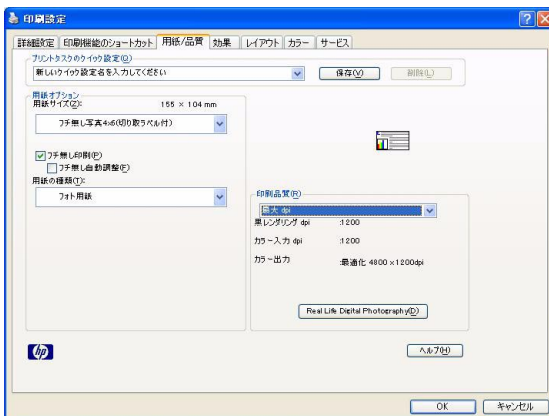 印刷設定
詳細設定 印刷機能のショートカット 用紙/品質 効果 レイアウト カラー サービス
プリントタスクのクイック設定(Q)
新しいクイック設定名を入力してください
保存(V)
削除(L)
用紙オプション
用紙サイズ(Z): 155 × 104 mm
フチ無し写真4x6(切り取りラベル付)
フチ無し印刷(P)
フチ無し自動調整(F)
用紙の種類(T):
フォト用紙
印刷品質(R)
最大 dpi
黒レンダリング dpi :1200
カラー入力 dpi :1200
カラー出力 :最適化 4800 x 1200dpi
Real Life Digital Photography(D)
hp
ヘルプ(H)
OK キャンセル